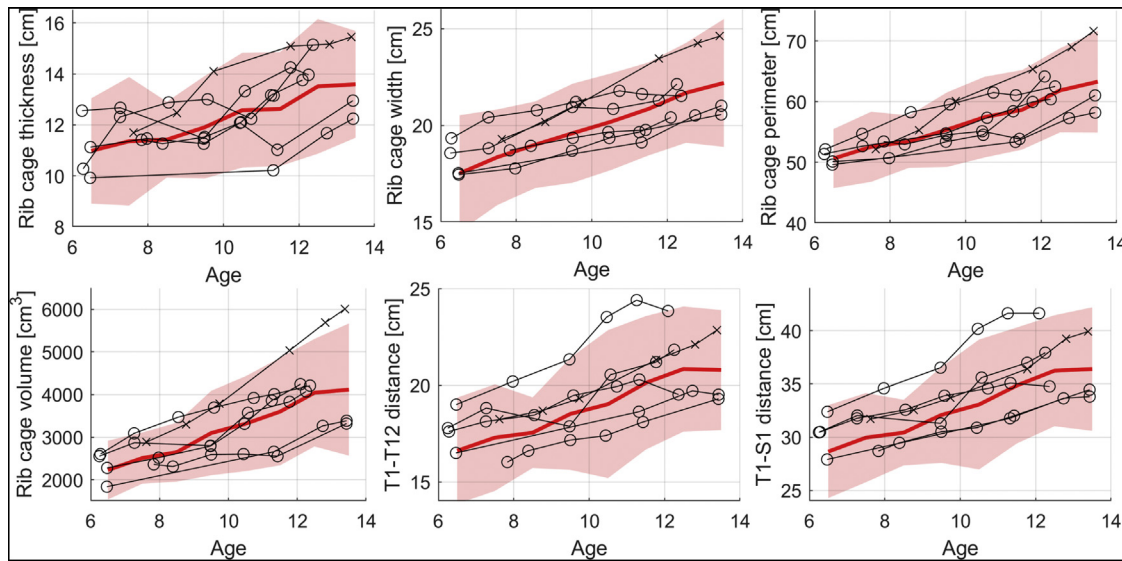 Rib cage thickness [cm]
16
14
12
10
8
6 8 10 12 14
Age
Rib cage width [cm]
25
20
15
6 8 10 12 14
Age
Rib cage perimeter [cm]
70
60
50
40
6 8 10 12 14
Age
Rib cage volume [cm³]
6000
5000
4000
3000
2000
6 8 10 12 14
Age
T1-T12 distance [cm]
25
20
15
6 8 10 12 14
Age
T1-S1 distance [cm]
40
35
30
25
6 8 10 12 14
Age